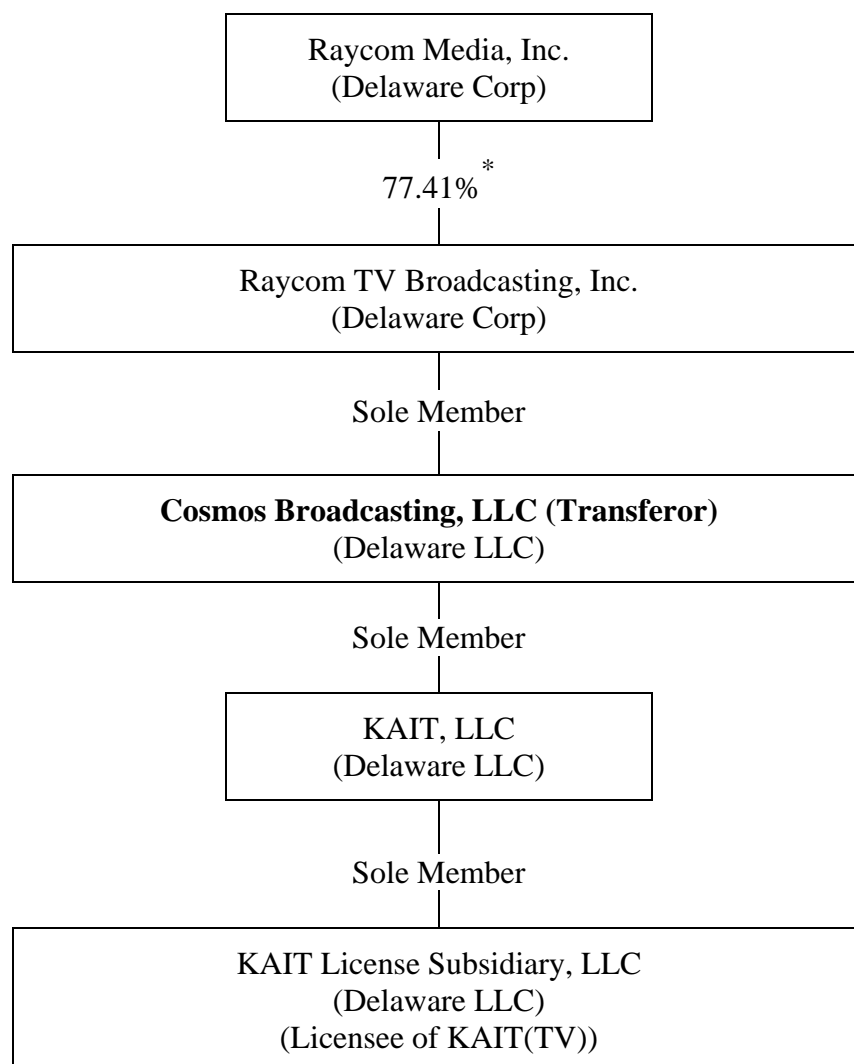 Raycom Media, Inc.
(Delaware Corp)
77.41%*
Raycom TV Broadcasting, Inc.
(Delaware Corp)
Sole Member
Cosmos Broadcasting, LLC (Transferor)
(Delaware LLC)
Sole Member
KAIT, LLC
(Delaware LLC)
Sole Member
KAIT License Subsidiary, LLC
(Delaware LLC)
(Licensee of KAIT(TV))